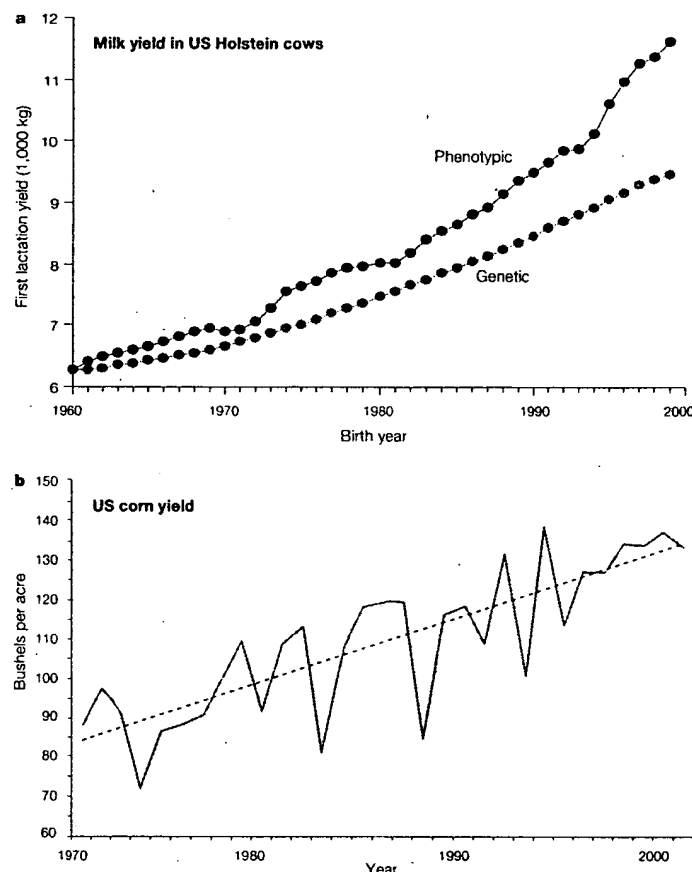 a
Milk yield in US Holstein cows
12
11
10
9
8
7
6
First lactation yield (1,000 kg)
Phenotypic
Genetic
1960
1970
1980
1990
2000
Birth year
b
US corn yield
150
140
130
120
110
100
90
80
70
60
Bushels per acre
1970
1980
1990
2000
Year